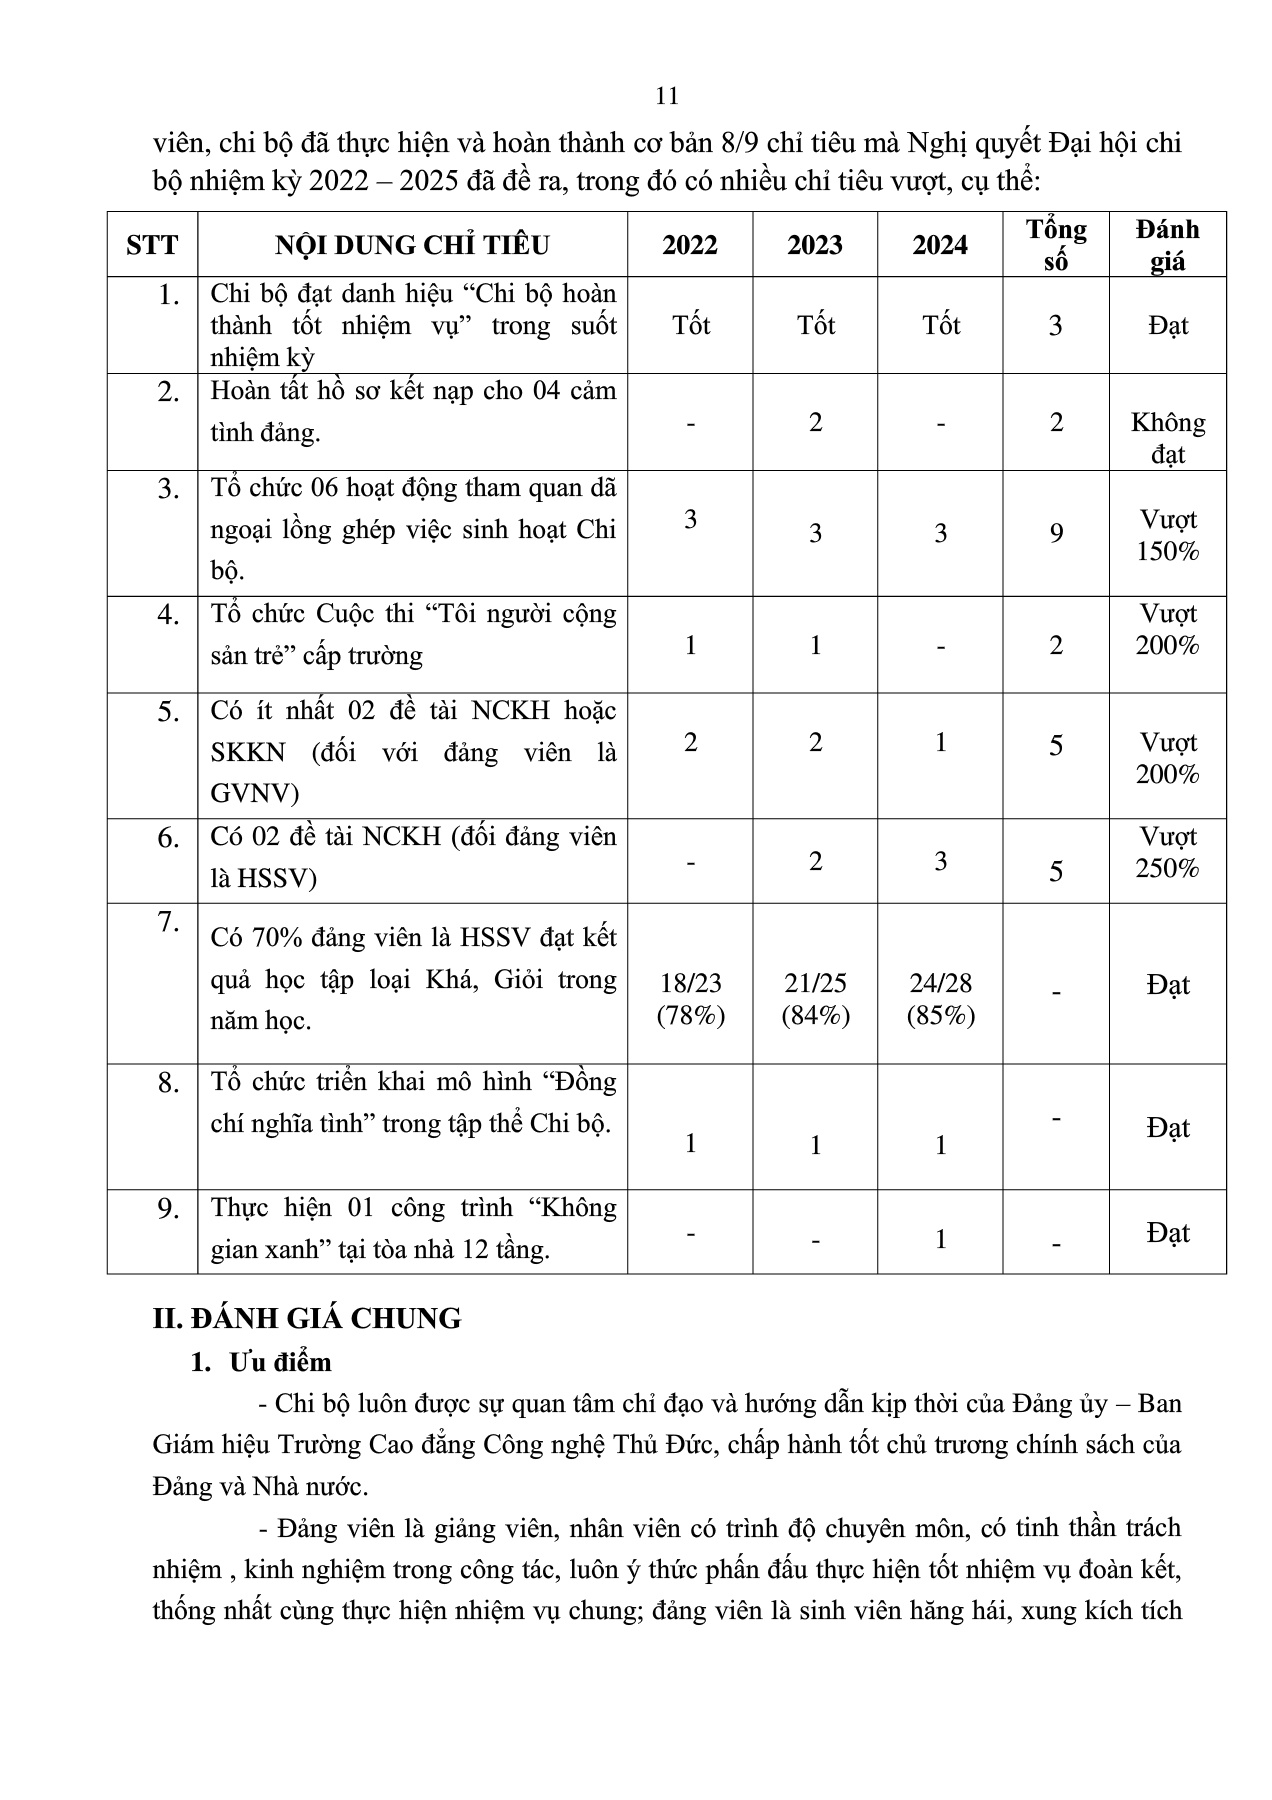 11
viên, chi bộ đã thực hiện và hoàn thành cơ bản 8/9 chỉ tiêu mà Nghị quyết Đại hội chi
bộ nhiệm kỳ 2022 – 2025 đã đề ra, trong đó có nhiều chỉ tiêu vượt, cụ thể:
STT NỘI DUNG CHỈ TIÊU 2022 2023 2024 Tổng số Đánh giá
1. Chi bộ đạt danh hiệu “Chi bộ hoàn
thành tốt nhiệm vụ” trong suốt
nhiệm kỳ
Tốt Tốt Tốt 3 Đạt
2. Hoàn tất hồ sơ kết nạp cho 04 cảm
tình đảng.
- 2 - 2 Không
đạt
3. Tổ chức 06 hoạt động tham quan dã
ngoại lồng ghép việc sinh hoạt Chi
bộ.
3 3 3 9 Vượt
150%
4. Tổ chức Cuộc thi “Tôi người cộng
sản trẻ” cấp trường
1 1 - 2 Vượt
200%
5. Có ít nhất 02 đề tài NCKH hoặc
SKKN (đối với đảng viên là
GVNV)
2 2 1 5 Vượt
200%
6. Có 02 đề tài NCKH (đối đảng viên
là HSSV)
- 2 3 5 Vượt
250%
7. Có 70% đảng viên là HSSV đạt kết
quả học tập loại Khá, Giỏi trong
năm học.
18/23 21/25 24/28 - Đạt
(78%) (84%) (85%)
8. Tổ chức triển khai mô hình “Đồng
chí nghĩa tình” trong tập thể Chi bộ.
1 1 1 - Đạt
9. Thực hiện 01 công trình “Không
gian xanh” tại tòa nhà 12 tầng.
- - 1 - Đạt
II. ĐÁNH GIÁ CHUNG
1. Ưu điểm
- Chi bộ luôn được sự quan tâm chỉ đạo và hướng dẫn kịp thời của Đảng ủy – Ban
Giám hiệu Trường Cao đẳng Công nghệ Thủ Đức, chấp hành tốt chủ trương chính sách của
Đảng và Nhà nước.
- Đảng viên là giảng viên, nhân viên có trình độ chuyên môn, có tinh thần trách
nhiệm , kinh nghiệm trong công tác, luôn ý thức phấn đấu thực hiện tốt nhiệm vụ đoàn kết,
thống nhất cùng thực hiện nhiệm vụ chung; đảng viên là sinh viên hăng hái, xung kích tích